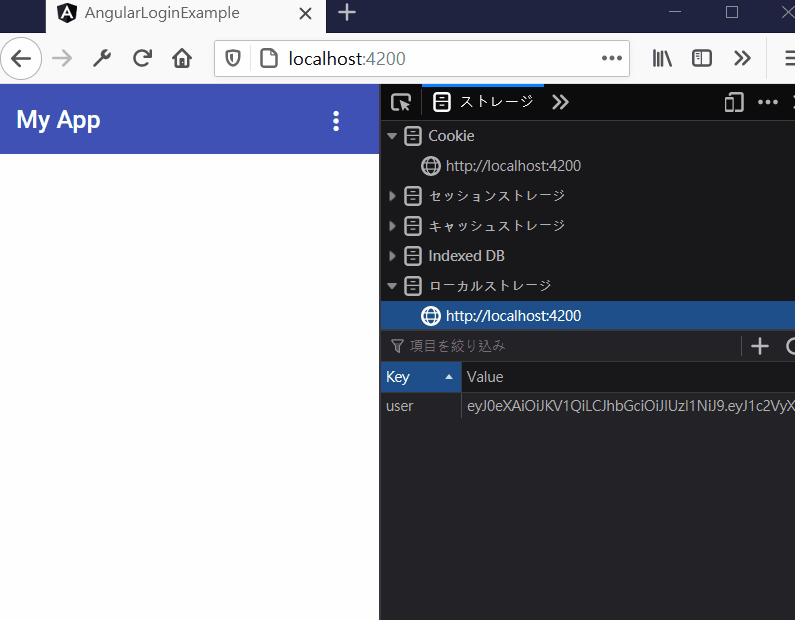 AngularLoginExample
localhost:4200
My App
ストレージ
Cookie
http://localhost:4200
セッションストレージ
キャッシュストレージ
Indexed DB
ローカルストレージ
http://localhost:4200
項目を絞り込み
Key Value
user eyJ0eXAiOiJKV1QiLCJhbGciOiJIUzI1NiJ9.eyJ1c2VyX